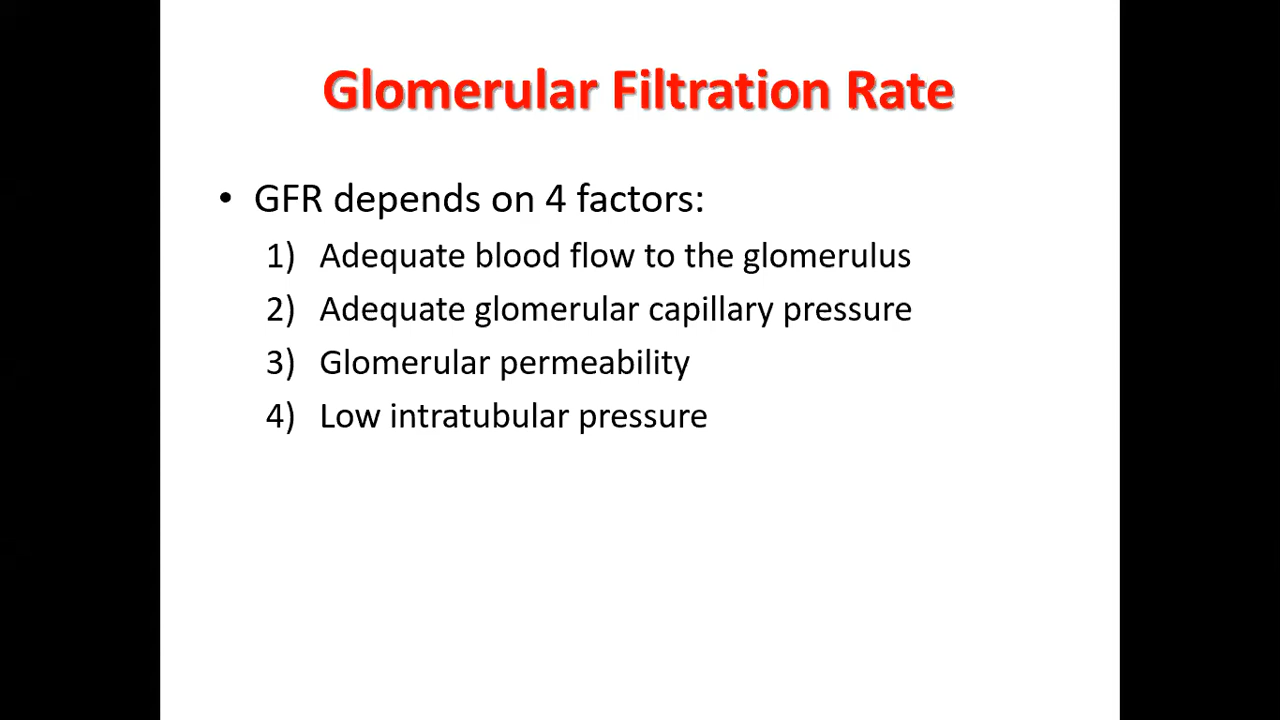 Glomerular Filtration Rate
• GFR depends on 4 factors:
1) Adequate blood flow to the glomerulus
2) Adequate glomerular capillary pressure
3) Glomerular permeability
4) Low intratubular pressure